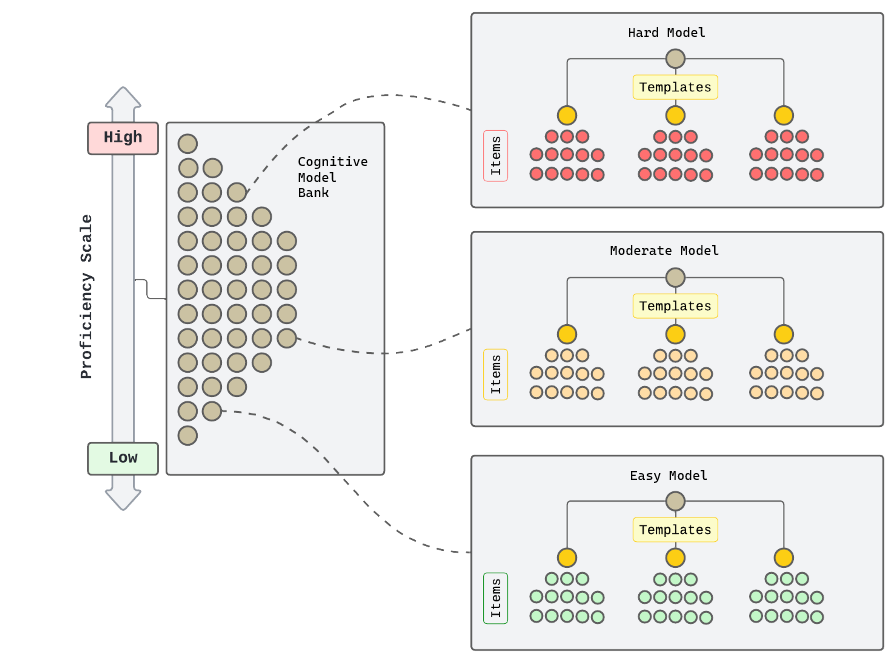 High
Proficiency Scale
Low
Cognitive
Model
Bank
Hard Model
Templates
Items
Moderate Model
Templates
Items
Easy Model
Templates
Items